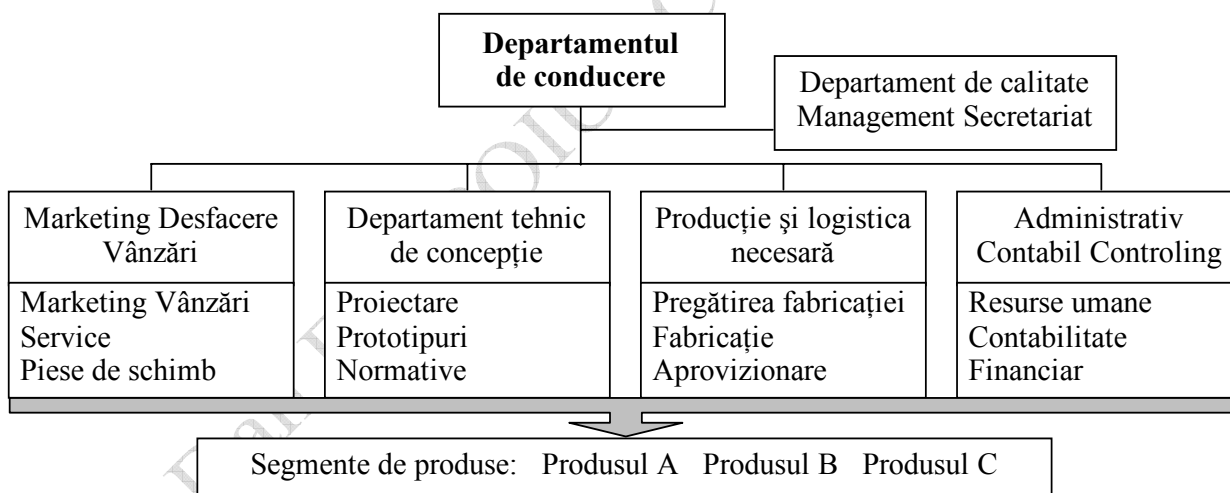 Departamentul
de conducere
Departament de calitate
Management Secretariat
Marketing Desfacere
Vânzări
Marketing Vânzări
Service
Piese de schimb
Departament tehnic
de concepție
Proiectare
Prototipuri
Normative
Producție şi logistica
necesară
Pregătirea fabricației
Fabricație
Aprovizionare
Administrativ
Contabil Controling
Resurse umane
Contabilitate
Financiar
Segmente de produse: Produsul A Produsul B Produsul C